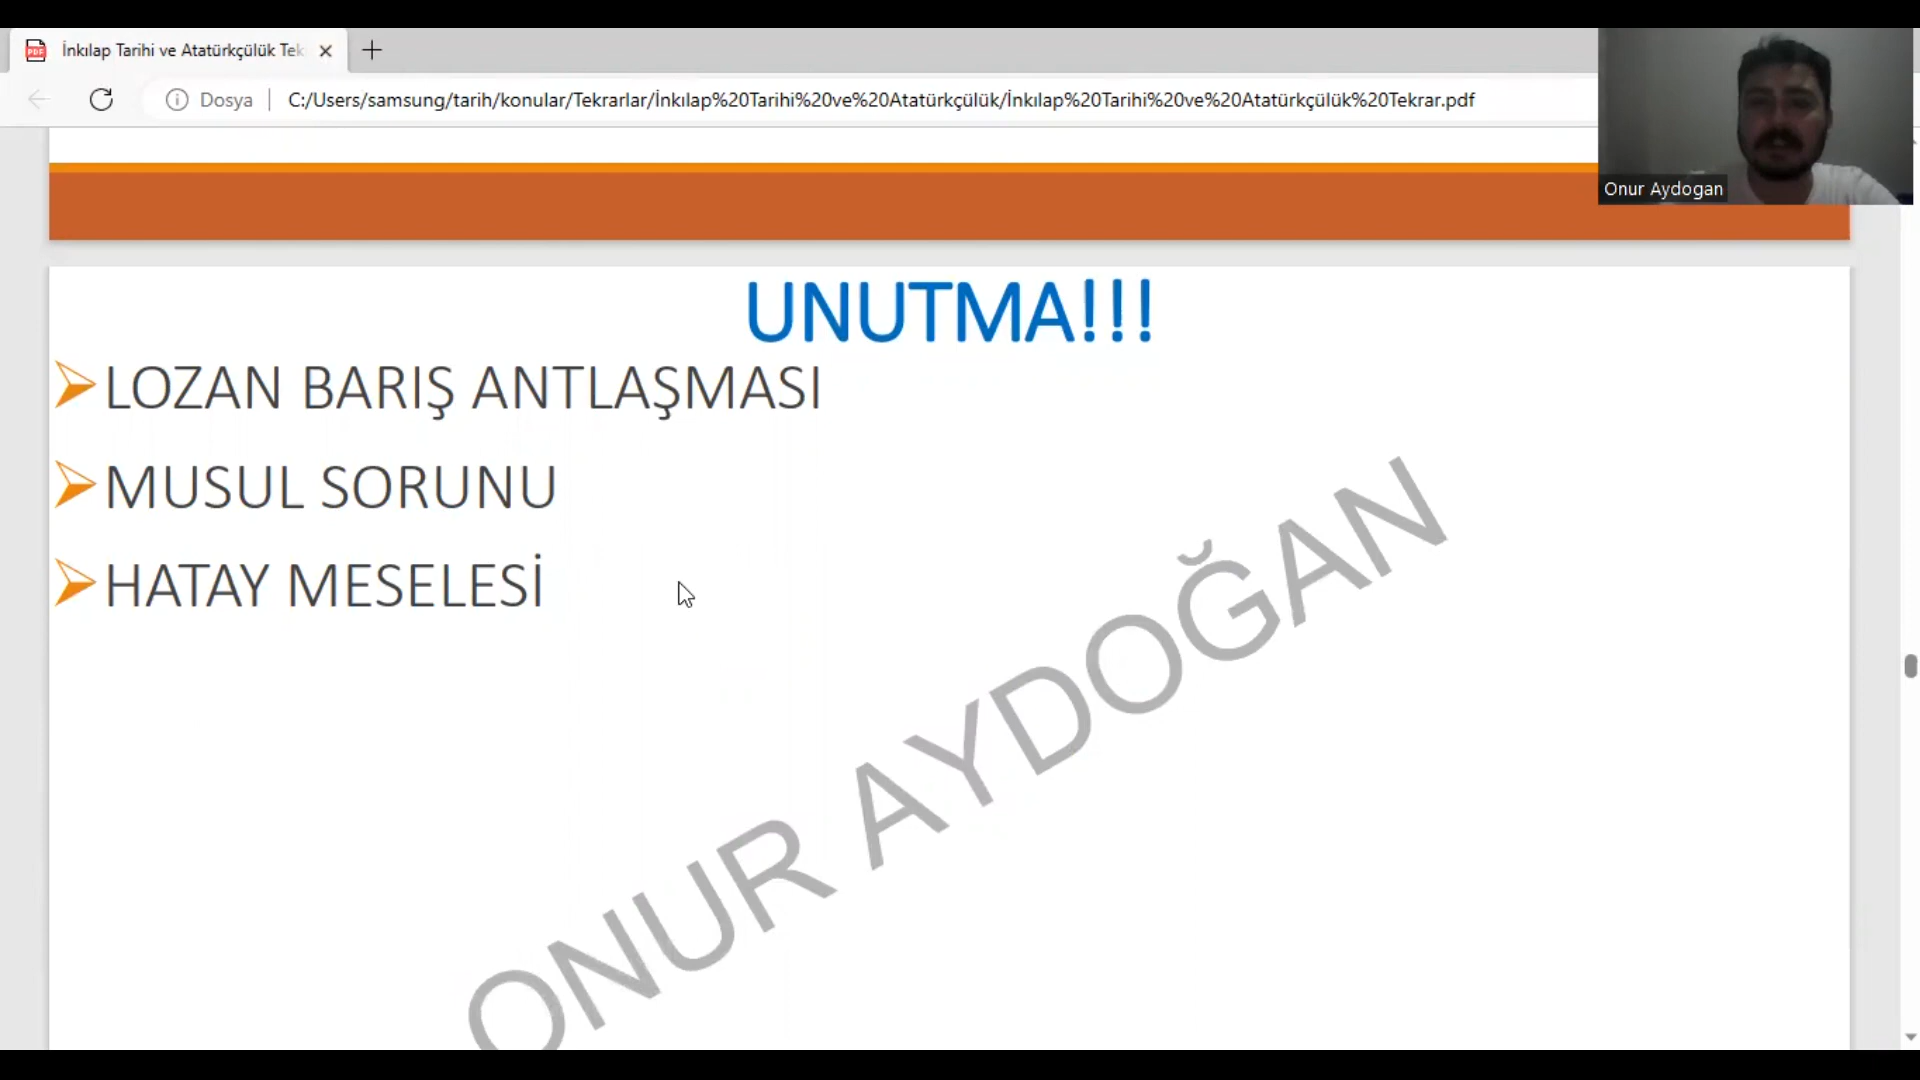 İnkılap Tarihi ve Atatürkçülük Tek
Dosya
C:/Users/samsung/tarih/konular/Tekrarlar/İnkılap%20Tarihi%20ve%20Atatürkçülük/İnkılap%20Tarihi%20ve%20Atatürkçülük%20Tekrar.pdf
Onur Aydogan
UNUTMA!!!
LOZAN BARIŞ ANTLAŞMASI
MUSUL SORUNU
HATAY MESELESİ
ONUR AYDOĞAN